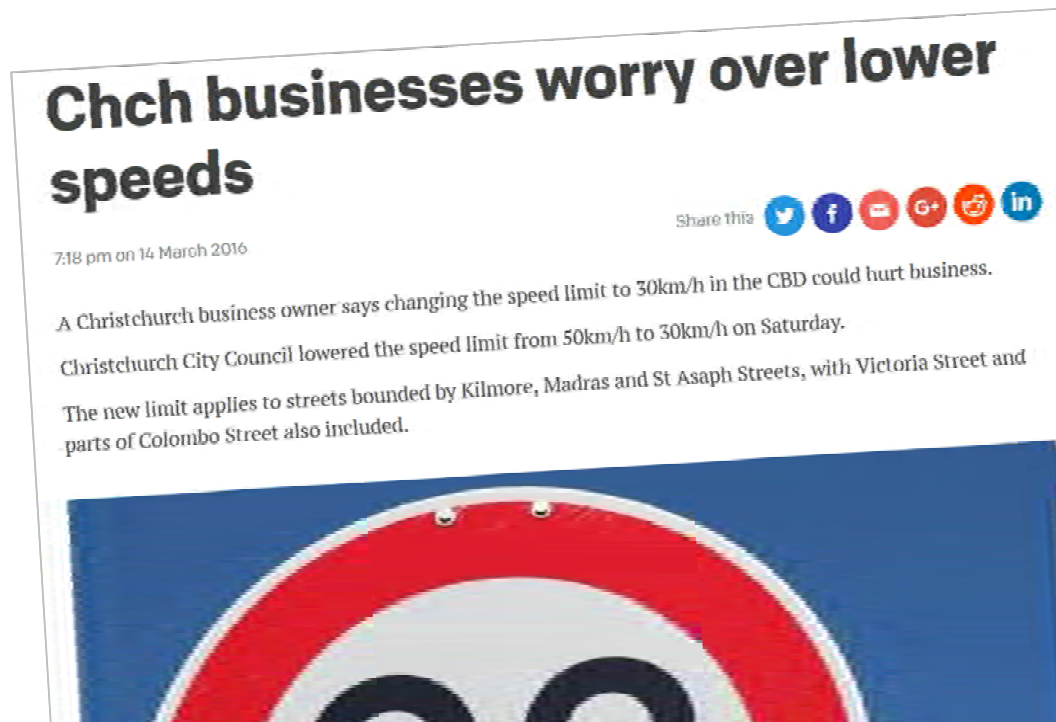 Chch businesses worry over lower
speeds
Share this
7:18 pm on 14 March 2016
A Christchurch business owner says changing the speed limit to 30km/h in the CBD could hurt business.
Christchurch City Council lowered the speed limit from 50km/h to 30km/h on Saturday.
The new limit applies to streets bounded by Kilmore, Madras and St Asaph Streets, with Victoria Street and
parts of Colombo Street also included.